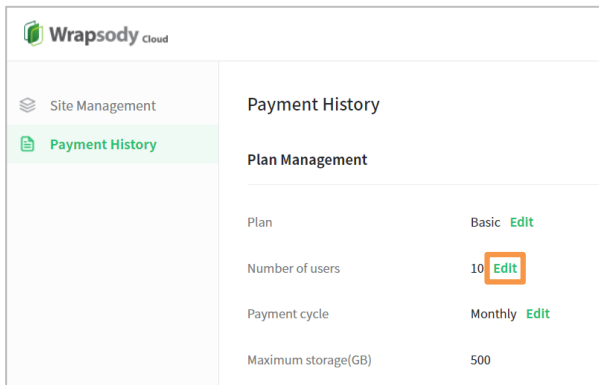 Wrapsody Cloud
Site Management
Payment History
Payment History
Plan Management
Plan Basic Edit
Number of users 10 Edit
Payment cycle Monthly Edit
Maximum storage(GB) 500